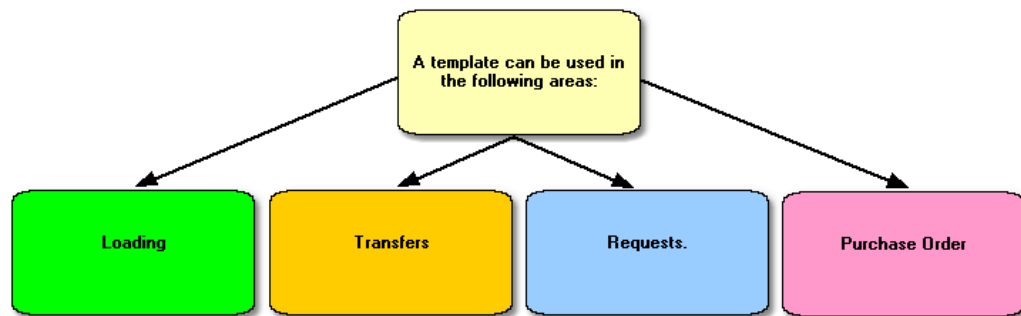 A template can be used in
the following areas:
Loading
Transfers
Requests.
Purchase Order